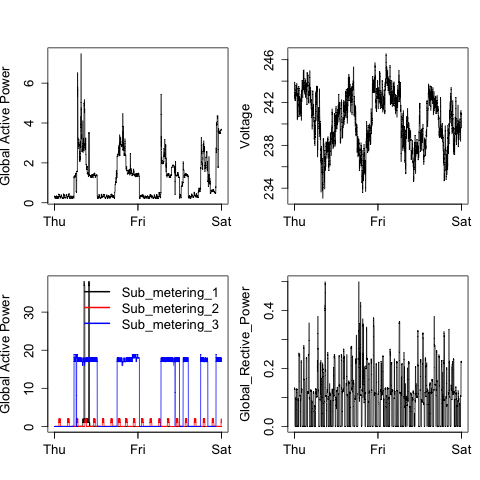 Global Active Power
0 2 4 6
Thu Fri Sat
Voltage
234 238 242 246
Thu Fri Sat
Global Active Power
0 10 20 30
Sub_metering_1
Sub_metering_2
Sub_metering_3
Thu Fri Sat
Global_Rective_Power
0.0 0.2 0.4
Thu Fri Sat